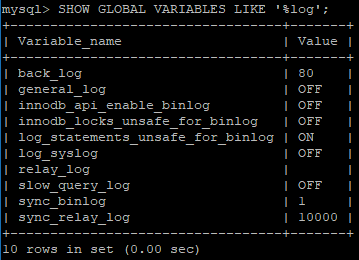 mysql> SHOW GLOBAL VARIABLES LIKE '%log';
+--------------------------------+-------+
| Variable_name                  | Value |
+--------------------------------+-------+
| back_log                       | 80    |
| general_log                    | OFF   |
| innodb_api_enable_binlog       | OFF   |
| innodb_locks_unsafe_for_binlog | OFF   |
| log_statements_unsafe_for_binlog | ON    |
| log_syslog                     | OFF   |
| relay_log                      |       |
| slow_query_log                 | OFF   |
| sync_binlog                    | 1     |
| sync_relay_log                 | 10000 |
+--------------------------------+-------+
10 rows in set (0.00 sec)